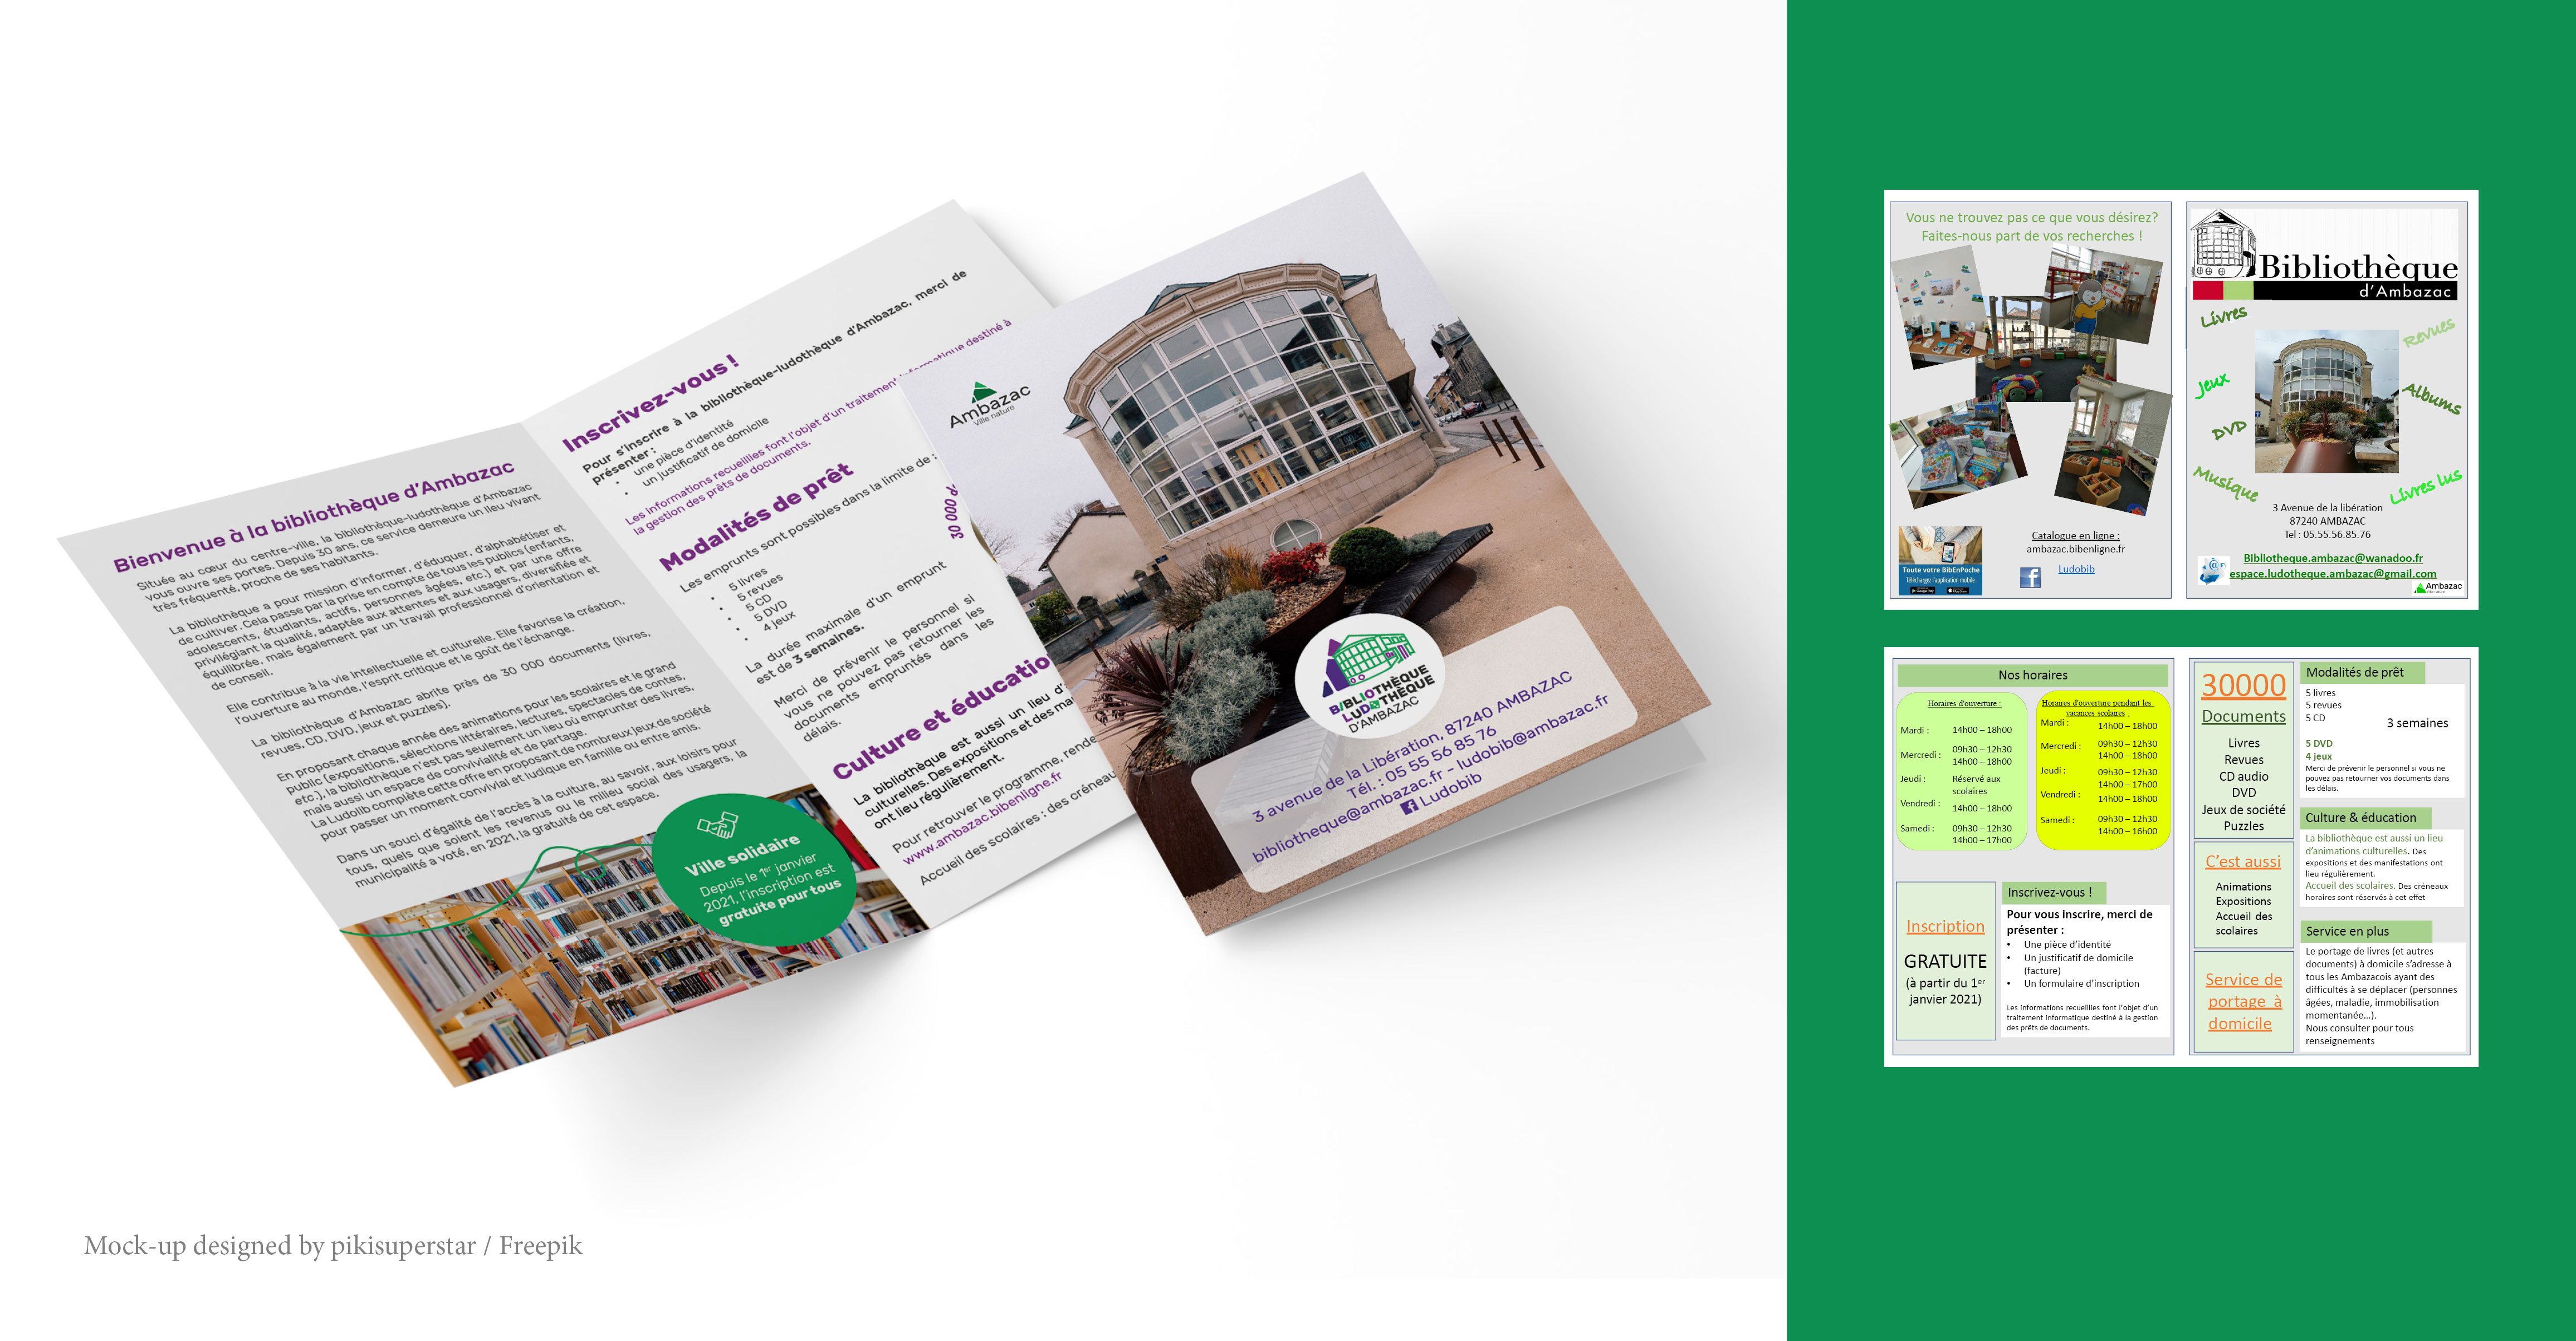 Bienvenue à la bibliothèque d'Ambazac
Située au cœur du centre-ville, la bibliothèque-ludothèque d'Ambazac
vous ouvre ses portes. Depuis 30 ans, ce service demeure un lieu vivant
très fréquenté, proche de ses habitants.
La bibliothèque a pour mission d'informer, d'éduquer, d'alphabétiser et
de cultiver. Cela passe par la prise en compte de tous les publics (enfants,
adolescents, étudiants, actifs, personnes âgées, etc.) et par une offre
privilégiant la qualité, adaptée aux attentes et aux usagers, diversifiée et
équilibrée, mais également par un travail professionnel d'orientation et
de conseil.
Elle contribue à la vie intellectuelle et culturelle. Elle favorise la création,
l'ouverture au monde, l'esprit critique et le goût de l'échange.
La bibliothèque d'Ambazac abrite près de 30 000 documents (livres,
revues, CD, DVD, jeux et puzzles).
En proposant chaque année des animations pour les scolaires et le grand
public (expositions, sélections littéraires, lectures, spectacles de contes,
etc.), la bibliothèque n'est pas seulement un lieu où emprunter des livres,
mais aussi un espace de convivialité et de partage.
La Ludolib complète cette offre en proposant de nombreux jeux de société
pour passer un moment convivial et ludique en famille ou entre amis.
Dans un souci d'égalité de l'accès à la culture, au savoir, aux loisirs pour
tous, quels que soient les revenus ou le milieu social des usagers, la
municipalité a voté, en 2021, la gratuité de cet espace.
Ville solidaire
Depuis le 1er janvier
2021, l'inscription est
gratuite pour tous
Inscrivez-vous !
Pour s'inscrire à la bibliothèque-ludothèque d'Ambazac, merci de
présenter :
• une pièce d'identité
• un justificatif de domicile
Les informations recueillies font l'objet d'un traitement informatique destiné à
la gestion des prêts de documents.
Modalités de prêt
Les emprunts sont possibles dans la limite de :
• 5 livres
• 5 revues
• 5 CD
• 5 DVD
• 4 jeux
La durée maximale d'un emprunt
est de 3 semaines.
Merci de prévenir le personnel si
vous ne pouvez pas retourner les
documents empruntés dans les
délais.
30 000
Culture et éducatio
La bibliothèque est aussi un lieu d'
culturelles. Des expositions et des ma
ont lieu régulièrement.
Pour retrouver le programme, rende
www.ambazac.bibenligne.fr
Accueil des scolaires : des créneau
Ambazac
Ville nature
BIBLIOTHÈQUE
LUDOTHÈQUE
D'AMBAZAC
3 avenue de la Libération, 87240 AMBAZAC
Tél. : 05 55 56 85 76
bibliotheque@ambazac.fr - ludobib@ambazac.fr
Ludobib
Mock-up designed by pikisuperstar / Freepik
Vous ne trouvez pas ce que vous désirez?
Faites-nous part de vos recherches !
Toute votre BibEnPoche
Téléchargez l'application mobile
Catalogue en ligne :
ambazac.bibenligne.fr
Ludobib
Bibliothèque
d'Ambazac
Livres
Revues
Jeux
Albums
DVD
Musique
Livres lus
3 Avenue de la libération
87240 AMBAZAC
Tel : 05.55.56.85.76
Bibliotheque.ambazac@wanadoo.fr
espace.ludotheque.ambazac@gmail.com
Ambazac
Nos horaires
Horaires d'ouverture :
Mardi : 14h00 – 18h00
Mercredi : 09h30 – 12h30
14h00 – 18h00
Jeudi : Réservé aux
scolaires
Vendredi : 14h00 – 18h00
Samedi : 09h30 – 12h30
14h00 – 17h00
Horaires d'ouverture pendant les
vacances scolaires :
Mardi : 14h00 – 18h00
Mercredi : 09h30 – 12h30
14h00 – 18h00
Jeudi : 09h30 – 12h30
14h00 – 17h00
Vendredi : 14h00 – 18h00
Samedi : 09h30 – 12h30
14h00 – 16h00
Inscription
GRATUITE
(à partir du 1er
janvier 2021)
Inscrivez-vous !
Pour vous inscrire, merci de
présenter :
• Une pièce d'identité
• Un justificatif de domicile
(facture)
• Un formulaire d'inscription
Les informations recueillies font l'objet d'un
traitement informatique destiné à la gestion
des prêts de documents.
30000
Documents
Livres
Revues
CD audio
DVD
Jeux de société
Puzzles
C'est aussi
Animations
Expositions
Accueil des
scolaires
Service de
portage à
domicile
Modalités de prêt
5 livres
5 revues
5 CD
3 semaines
5 DVD
4 jeux
Merci de prévenir le personnel si vous ne
pouvez pas retourner vos documents dans
les délais.
Culture & éducation
La bibliothèque est aussi un lieu
d'animations culturelles. Des
expositions et des manifestations ont
lieu régulièrement.
Accueil des scolaires. Des créneaux
horaires sont réservés à cet effet
Service en plus
Le portage de livres (et autres
documents) à domicile s'adresse à
tous les Ambazacois ayant des
difficultés à se déplacer (personnes
âgées, maladie, immobilisation
momentanée...).
Nous consulter pour tous
renseignements